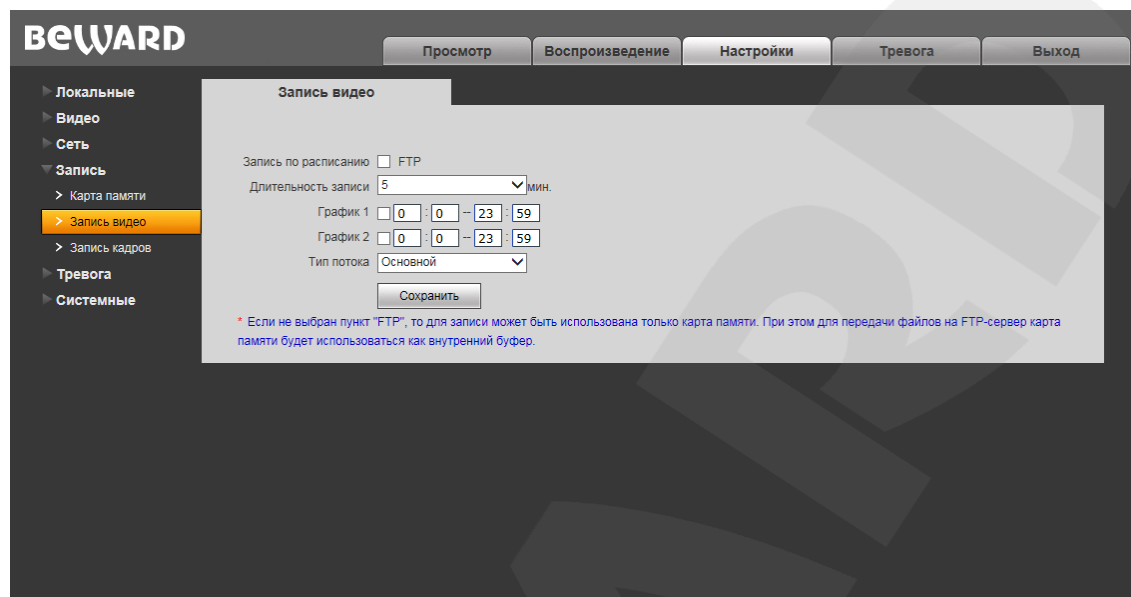 BEWARD
Просмотр Воспроизведение Настройки Тревога Выход
Локальные
Видео
Сеть
Запись
Карта памяти
Запись видео
Запись кадров
Тревога
Системные
Запись видео
Запись по расписанию FTP
Длительность записи 5 мин.
График 1 0 : 0 -- 23 : 59
График 2 0 : 0 -- 23 : 59
Тип потока Основной
Сохранить
* Если не выбран пункт "FTP", то для записи может быть использована только карта памяти. При этом для передачи файлов на FTP-сервер карта
памяти будет использоваться как внутренний буфер.